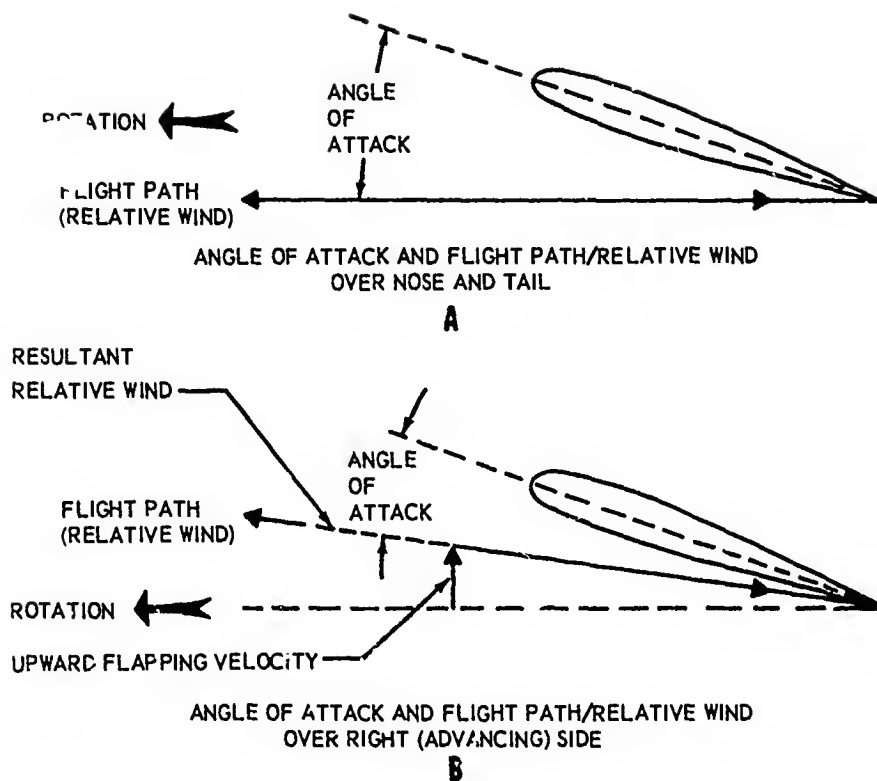 ANGLE
OF
ATTACK
FLIGHT PATH
(RELATIVE WIND)
ANGLE OF ATTACK AND FLIGHT PATH/RELATIVE WIND
OVER NOSE AND TAIL
A
RESULTANT
RELATIVE WIND
ANGLE
OF
ATTACK
FLIGHT PATH
(RELATIVE WIND)
ROTATION
UPWARD FLAPPING VELOCITY
ANGLE OF ATTACK AND FLIGHT PATH/RELATIVE WIND
OVER RIGHT (ADVANCING) SIDE
B